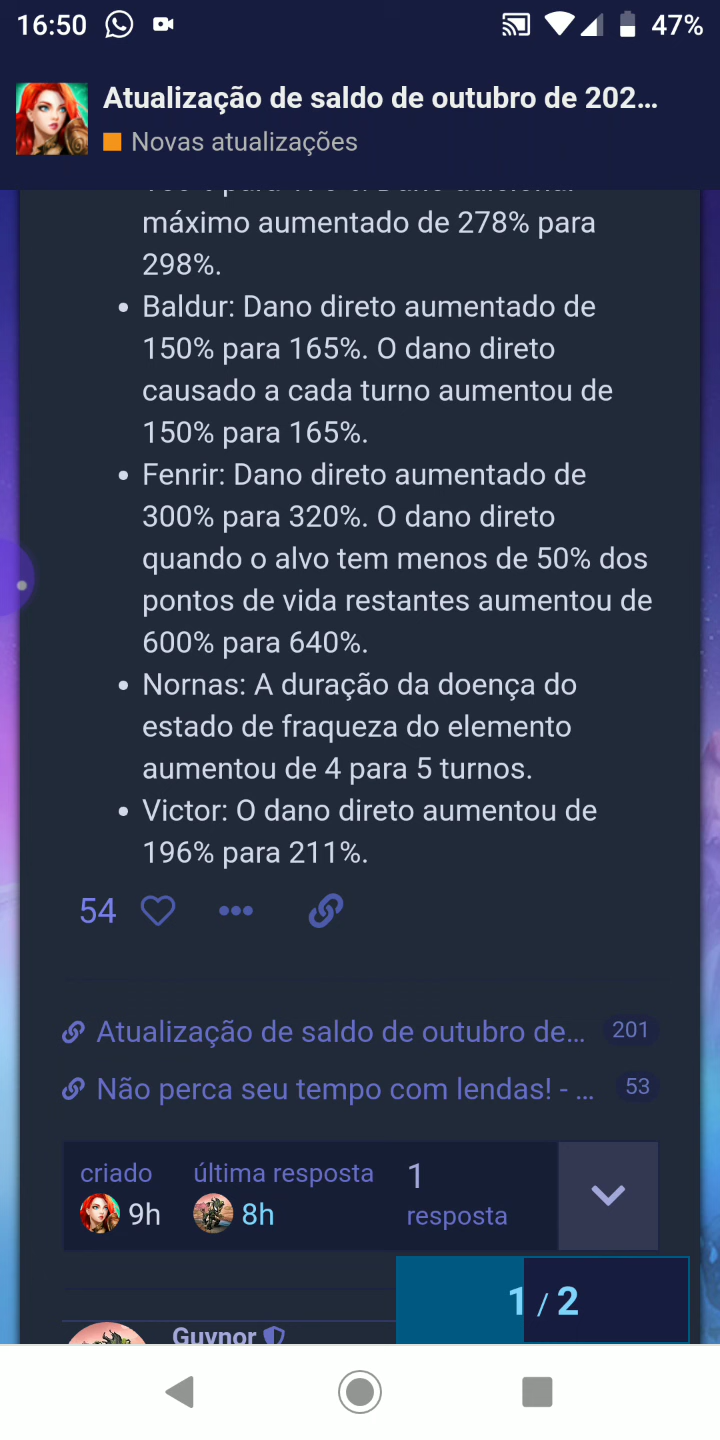 16:50
47%
Atualização de saldo de outubro de 202...
Novas atualizações
máximo aumentado de 278% para
298%.
• Baldur: Dano direto aumentado de
150% para 165%. O dano direto
causado a cada turno aumentou de
150% para 165%.
• Fenrir: Dano direto aumentado de
300% para 320%. O dano direto
quando o alvo tem menos de 50% dos
pontos de vida restantes aumentou de
600% para 640%.
• Nornas: A duração da doença do
estado de fraqueza do elemento
aumentou de 4 para 5 turnos.
• Victor: O dano direto aumentou de
196% para 211%.
54
Atualização de saldo de outubro de... 201
Não perca seu tempo com lendas! - ... 53
criado última resposta 1
9h 8h resposta
1 / 2
Guynor